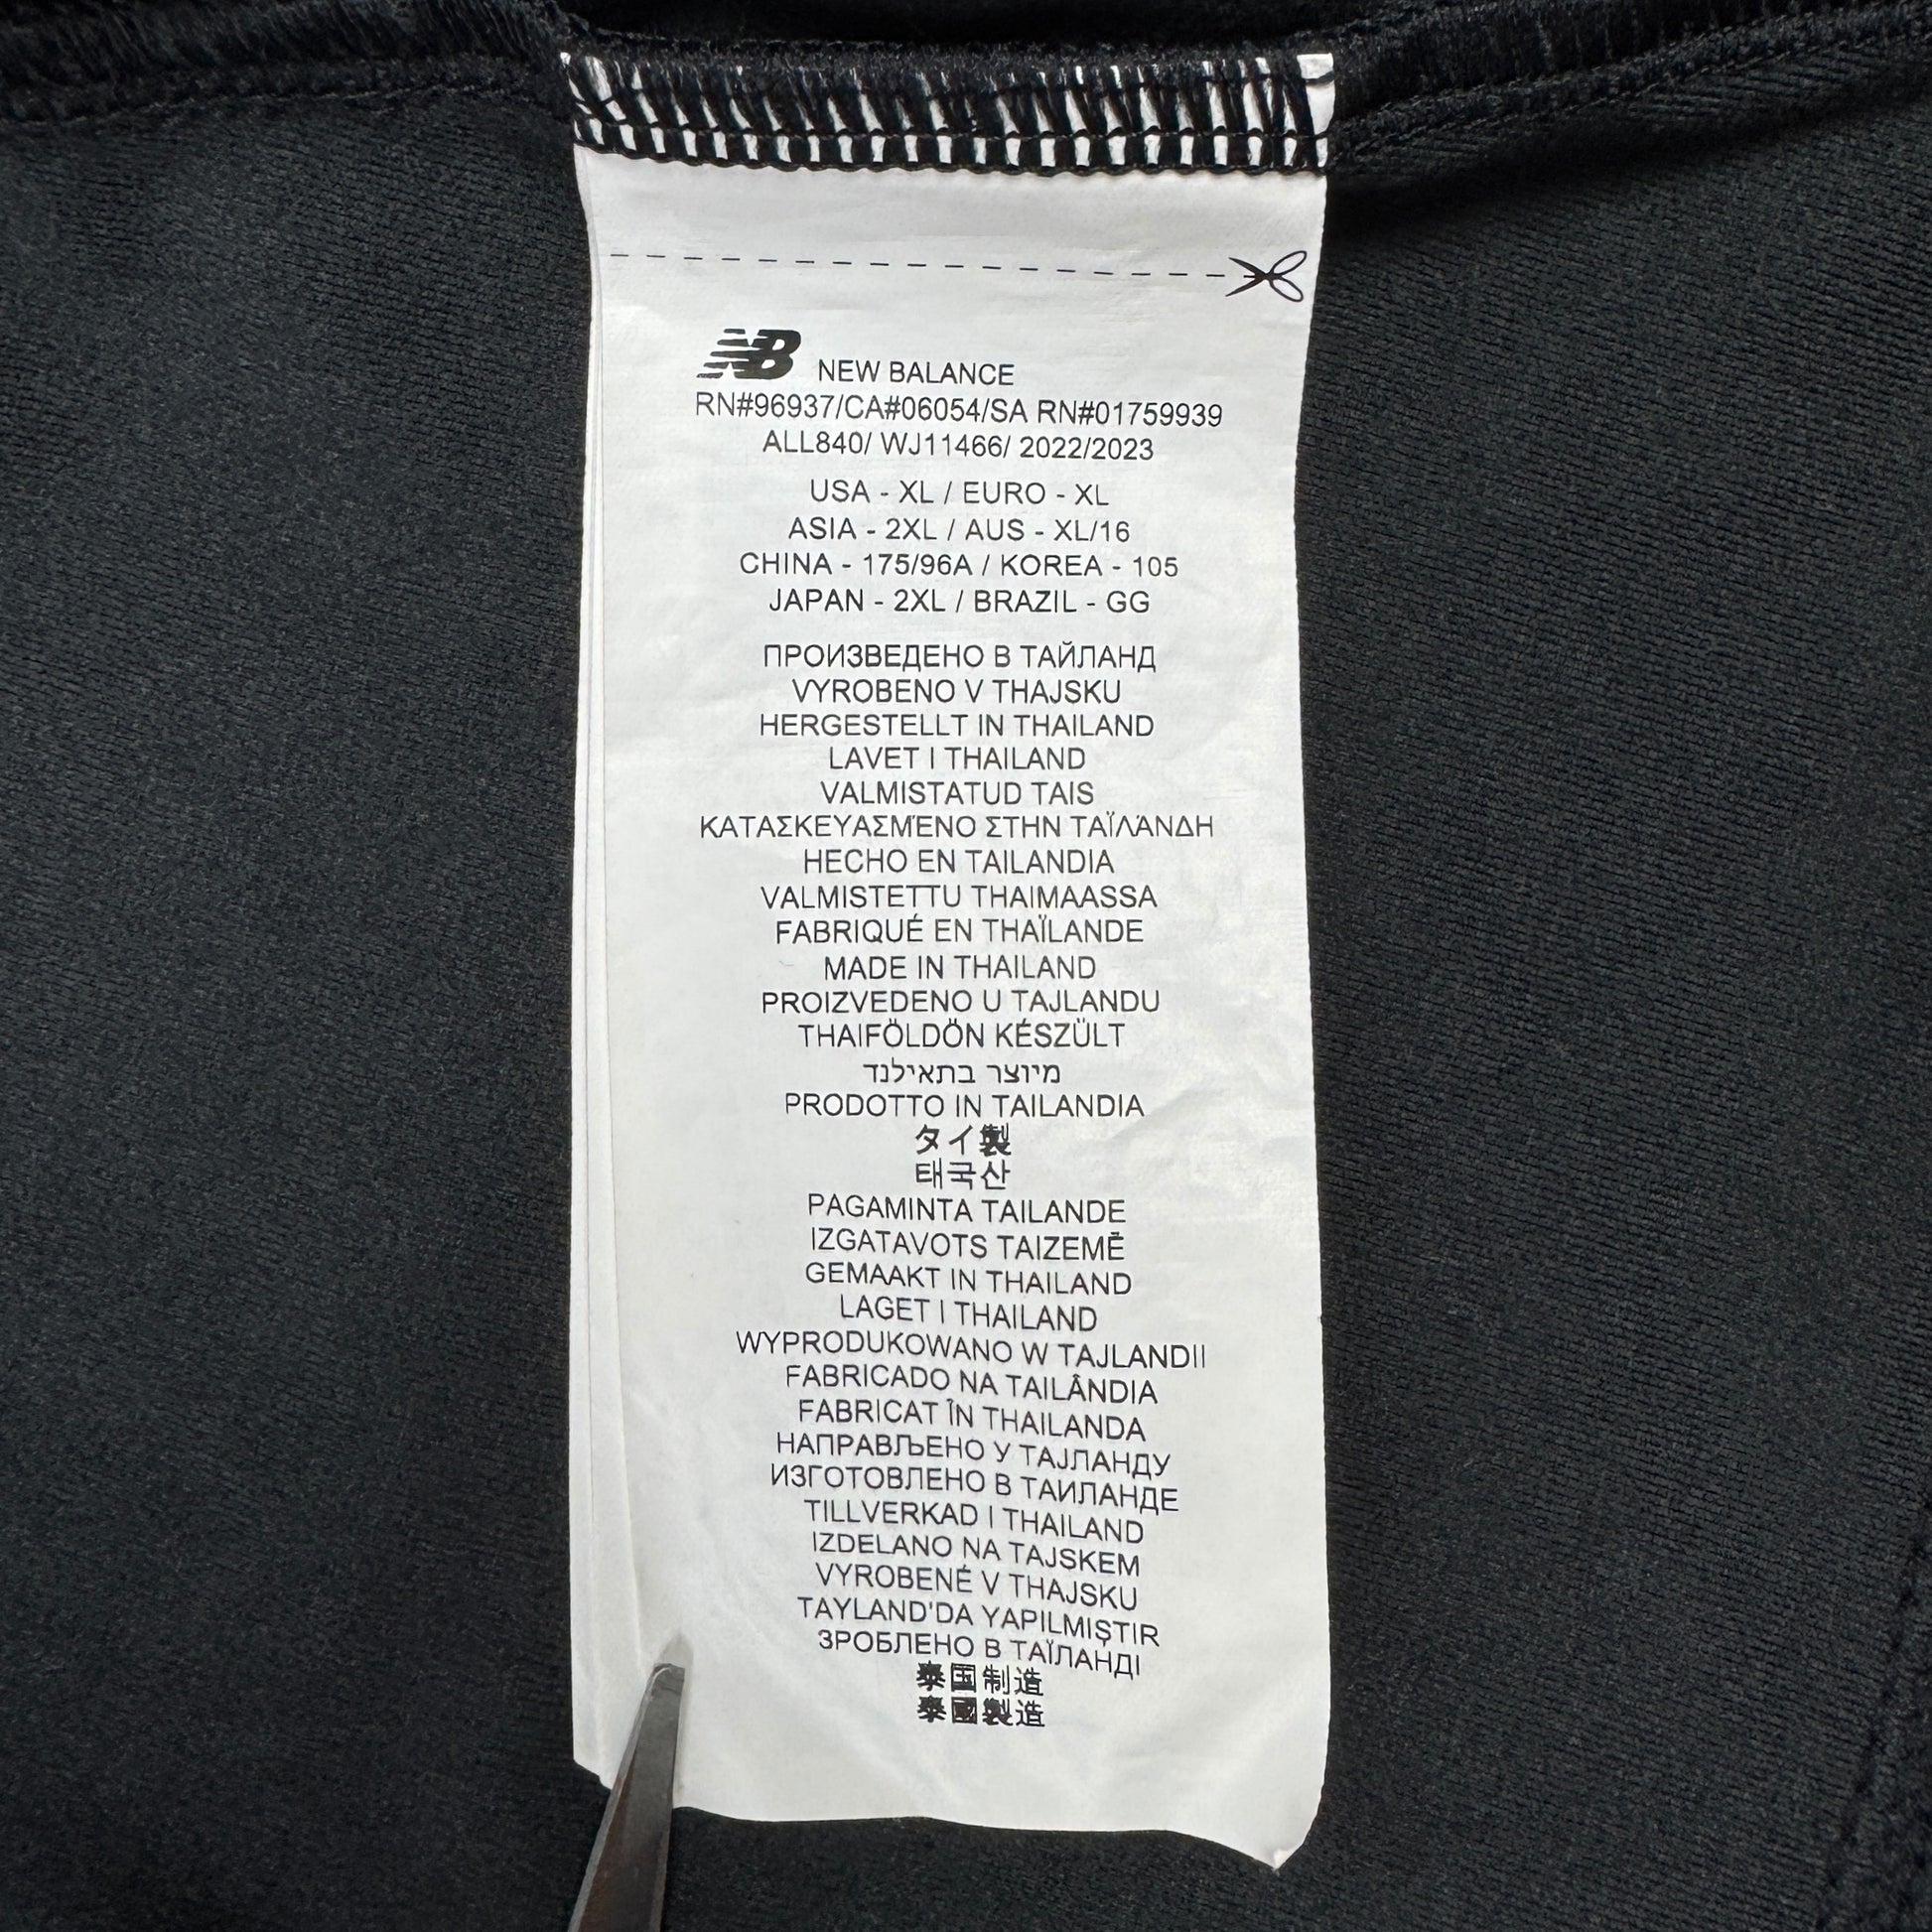 NB NEW BALANCE
RN#96937/CA#06054/SA RN#01759939
ALL840/ WJ11466/ 2022/2023
USA - XL / EURO - XL
ASIA - 2XL / AUS - XL/16
CHINA - 175/96A / KOREA - 105
JAPAN - 2XL / BRAZIL - GG
ПРОИЗВЕДЕНО В ТАЙЛАНД
VYROBENO V THAJSKU
HERGESTELLT IN THAILAND
LAVET I THAILAND
VALMISTATUD TAIS
ΚΑΤΑΣΚΕΥΑΣΜΈΝΟ ΣΤΗΝ ΤΑΪΛΆΝΔΗ
HECHO EN TAILANDIA
VALMISTETTU THAIMAASSA
FABRIQUÉ EN THAÏLANDE
MADE IN THAILAND
PROIZVEDENO U TAJLANDU
THAIFÖLDÖN KÉSZÜLT
מיוצר בתאילנד
PRODOTTO IN TAILANDIA
タイ製
태국산
PAGAMINTA TAILANDE
IZGATAVOTS TAIZEMĒ
GEMAAKT IN THAILAND
LAGET I THAILAND
WYPRODUKOWANO W TAJLANDII
FABRICADO NA TAILÂNDIA
FABRICAT ÎN THAILANDA
НАПРАВЉЕНО У ТАЈЛАНДУ
ИЗГОТОВЛЕНО В ТАИЛАНДЕ
TILLVERKAD I THAILAND
IZDELANO NA TAJSKEM
VYROBENÉ V THAJSKU
TAYLAND'DA YAPILMIŞTIR
ЗРОБЛЕНО В ТАЇЛАНДІ
泰国制造
泰國製造